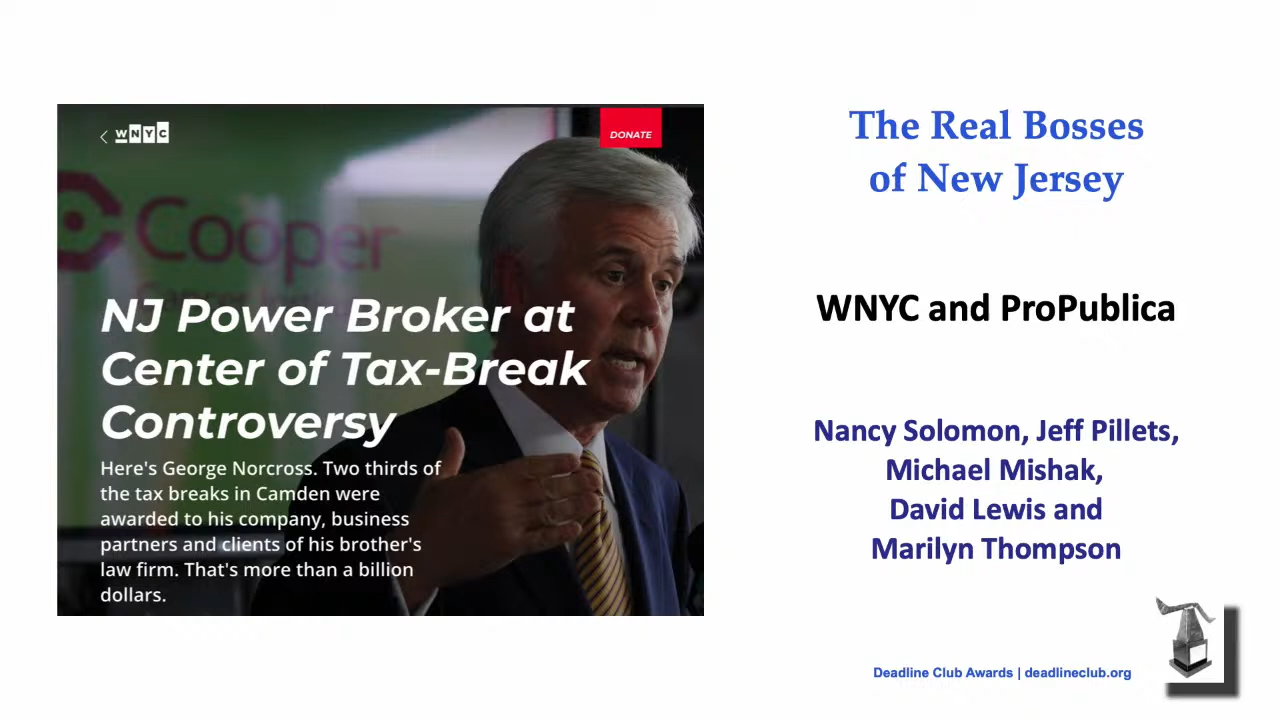 WNYC
DONATE
Cooper
NJ Power Broker at
Center of Tax-Break
Controversy
Here's George Norcross. Two thirds of
the tax breaks in Camden were
awarded to his company, business
partners and clients of his brother's
law firm. That's more than a billion
dollars.
The Real Bosses
of New Jersey
WNYC and ProPublica
Nancy Solomon, Jeff Pillets,
Michael Mishak,
David Lewis and
Marilyn Thompson
Deadline Club Awards | deadlineclub.org